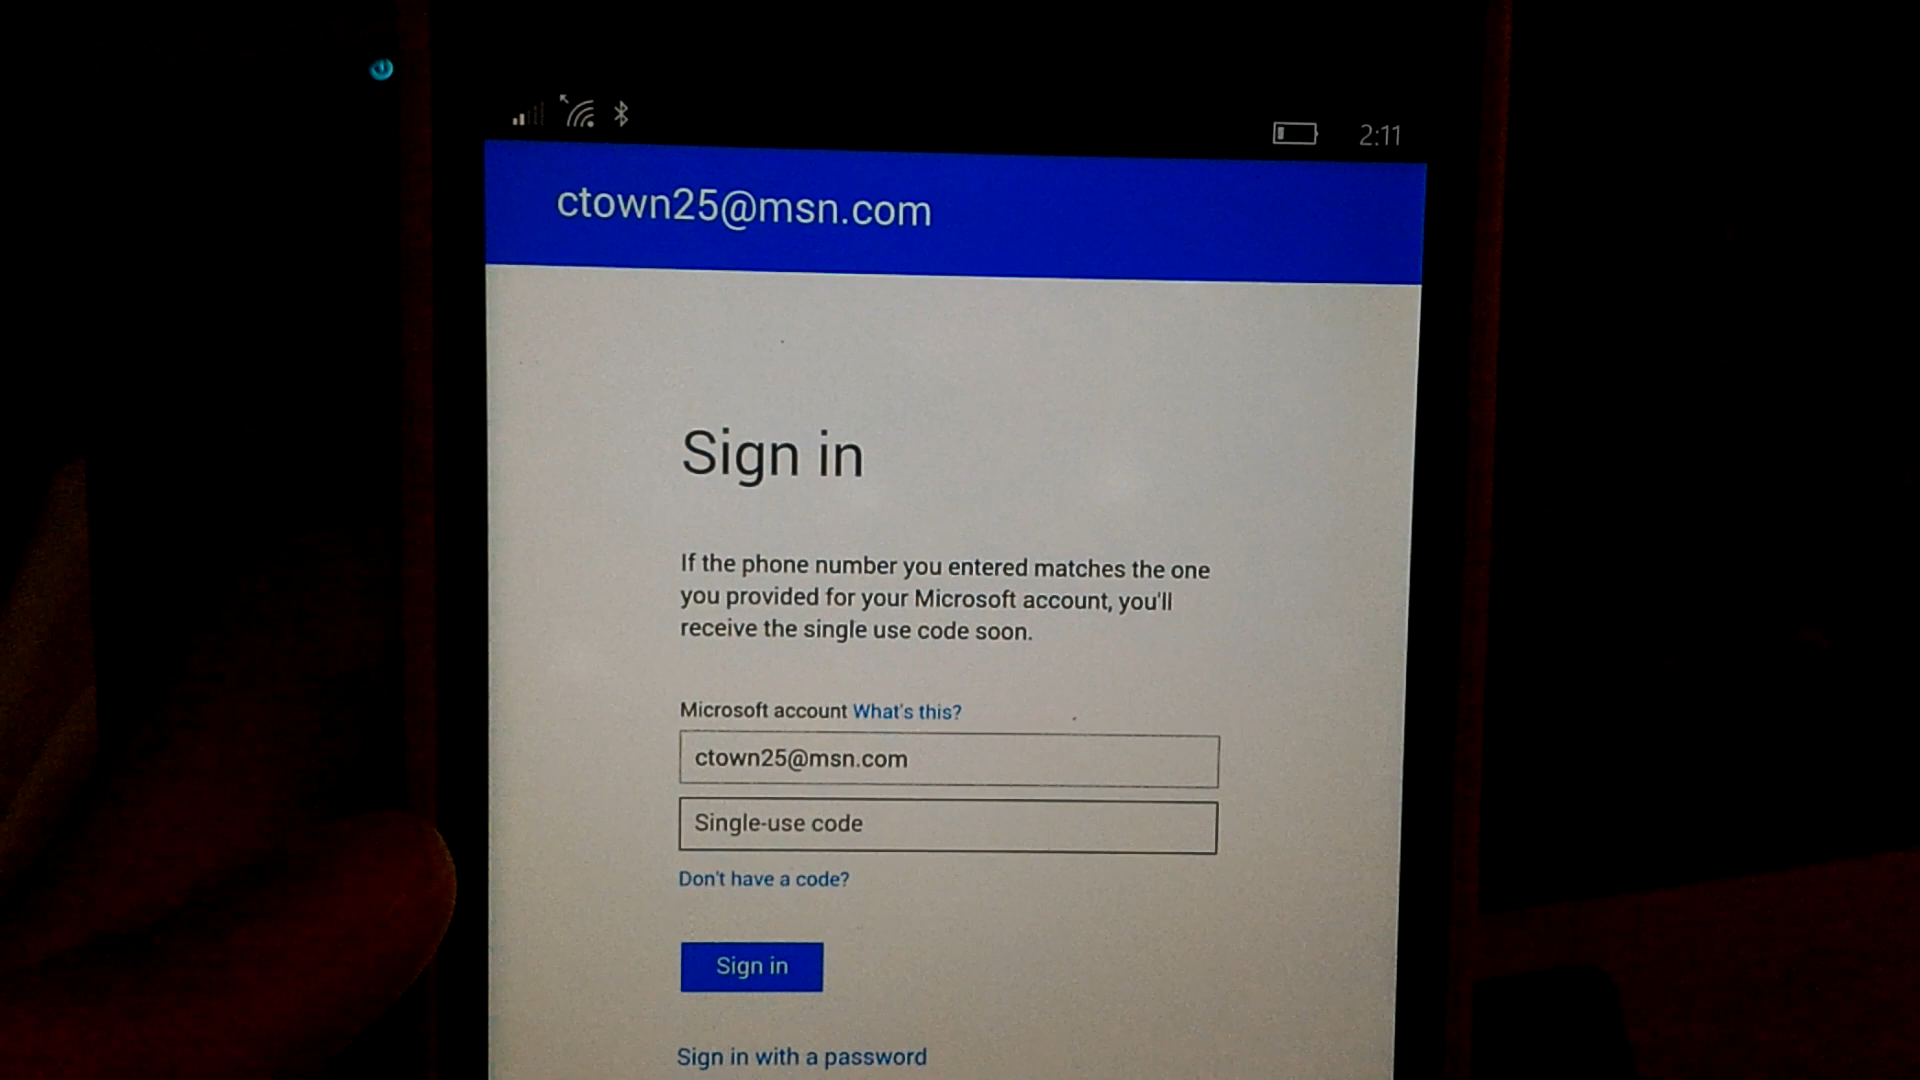 2:11
ctown25@msn.com
Sign in
If the phone number you entered matches the one
you provided for your Microsoft account, you'll
receive the single use code soon.
Microsoft account What's this?
ctown25@msn.com
Single-use code
Don't have a code?
Sign in
Sign in with a password